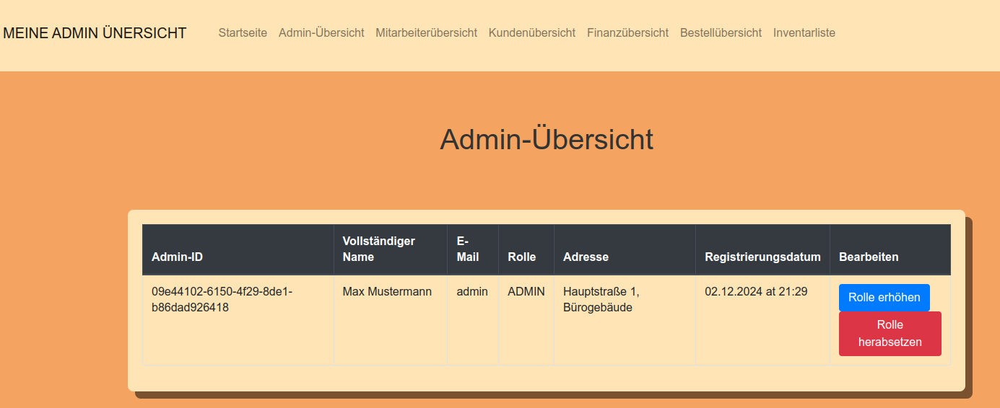 MEINE ADMIN ÜNERSICHT Startseite Admin-Übersicht Mitarbeiterübersicht Kundenübersicht Finanzübersicht Bestellübersicht Inventarliste
Admin-Übersicht
Admin-ID
Vollständiger
Name
E-
Mail
Rolle
Adresse
Registrierungsdatum
Bearbeiten
09e44102-6150-4f29-8de1-
b86dad926418
Max Mustermann
admin
ADMIN
Hauptstraße 1,
Bürogebäude
02.12.2024 at 21:29
Rolle erhöhen
Rolle
herabsetzen